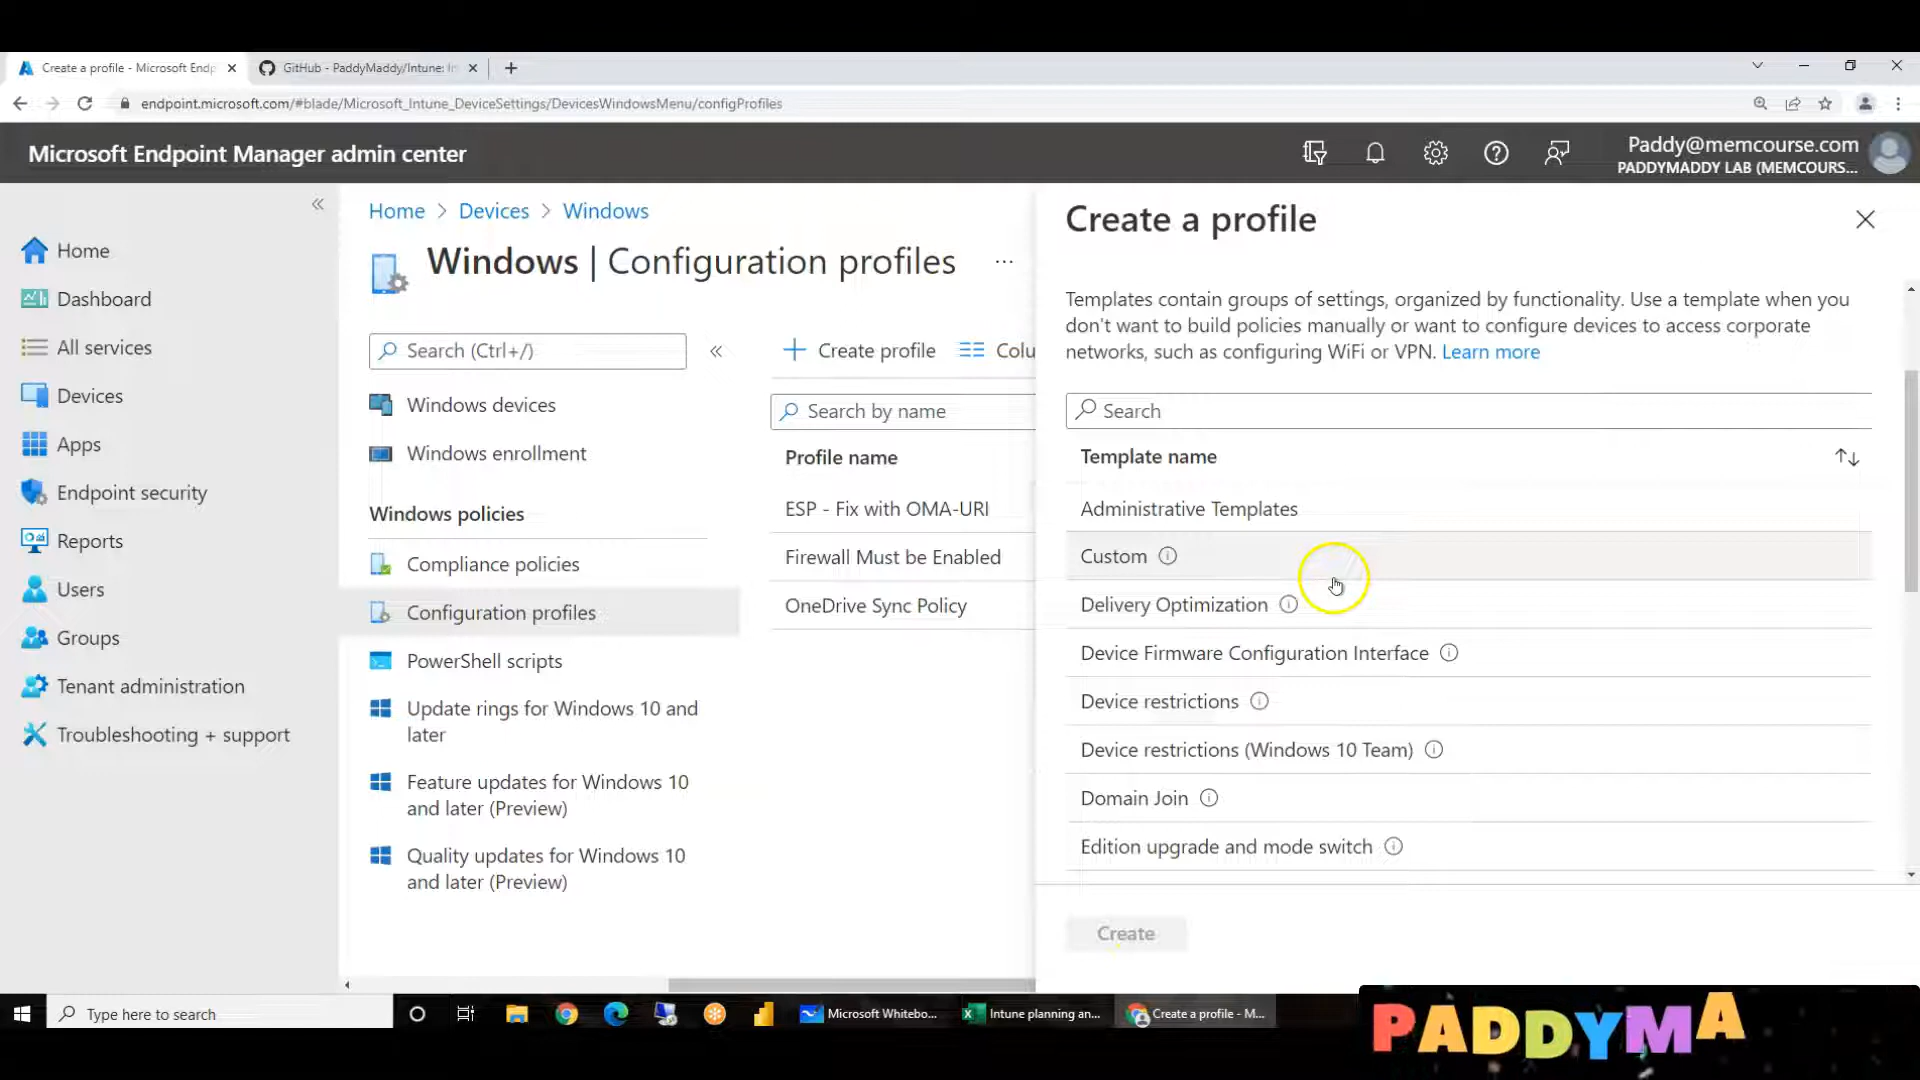 Create a profile - Microsoft Endp
GitHub - PaddyMaddy/Intune: In
endpoint.microsoft.com/#blade/Microsoft_Intune_DeviceSettings/DevicesWindowsMenu/configProfiles
Microsoft Endpoint Manager admin center
Paddy@memcourse.com
PADDYMADDY LAB (MEMCOURS...
Home
Dashboard
All services
Devices
Apps
Endpoint security
Reports
Users
Groups
Tenant administration
Troubleshooting + support
Home > Devices > Windows
Windows | Configuration profiles
...
Search (Ctrl+/)
Windows devices
Windows enrollment
Windows policies
Compliance policies
Configuration profiles
PowerShell scripts
Update rings for Windows 10 and
later
Feature updates for Windows 10
and later (Preview)
Quality updates for Windows 10
and later (Preview)
Create profile
Colu
Search by name
Profile name
ESP - Fix with OMA-URI
Firewall Must be Enabled
OneDrive Sync Policy
Create a profile
Templates contain groups of settings, organized by functionality. Use a template when you
don't want to build policies manually or want to configure devices to access corporate
networks, such as configuring WiFi or VPN. Learn more
Search
Template name
Administrative Templates
Custom
Delivery Optimization
Device Firmware Configuration Interface
Device restrictions
Device restrictions (Windows 10 Team)
Domain Join
Edition upgrade and mode switch
Create
Type here to search
Microsoft Whitebo...
Intune planning an...
Create a profile - M...
PADDYMA